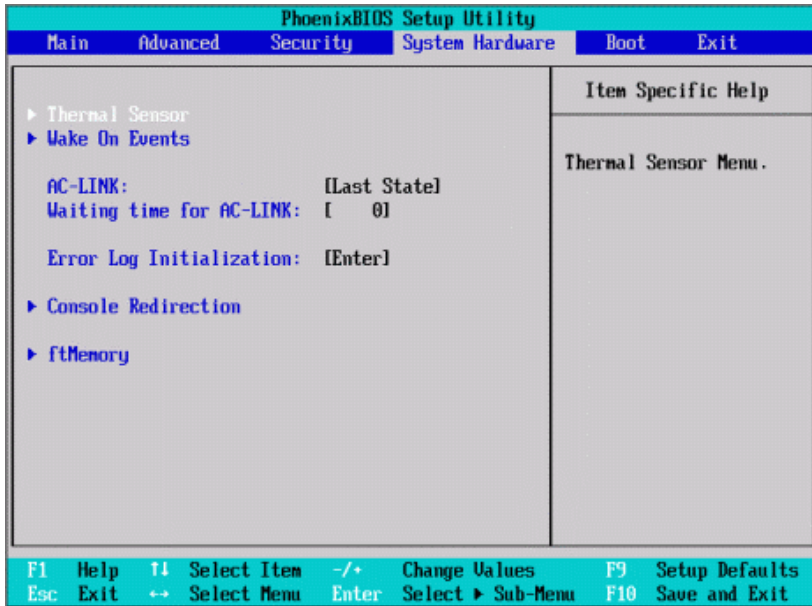 PhoenixBIOS Setup Utility
Main Advanced Security System Hardware Boot Exit
Item Specific Help
▶ Thermal Sensor
▶ Wake On Events
Thermal Sensor Menu.
AC-LINK: [Last State]
Waiting time for AC-LINK: [ 0]
Error Log Initialization: [Enter]
▶ Console Redirection
▶ ftMemory
F1 Help ↑↓ Select Item -/+ Change Values F9 Setup Defaults
Esc Exit ↔ Select Menu Enter Select ▶ Sub-Menu F10 Save and Exit